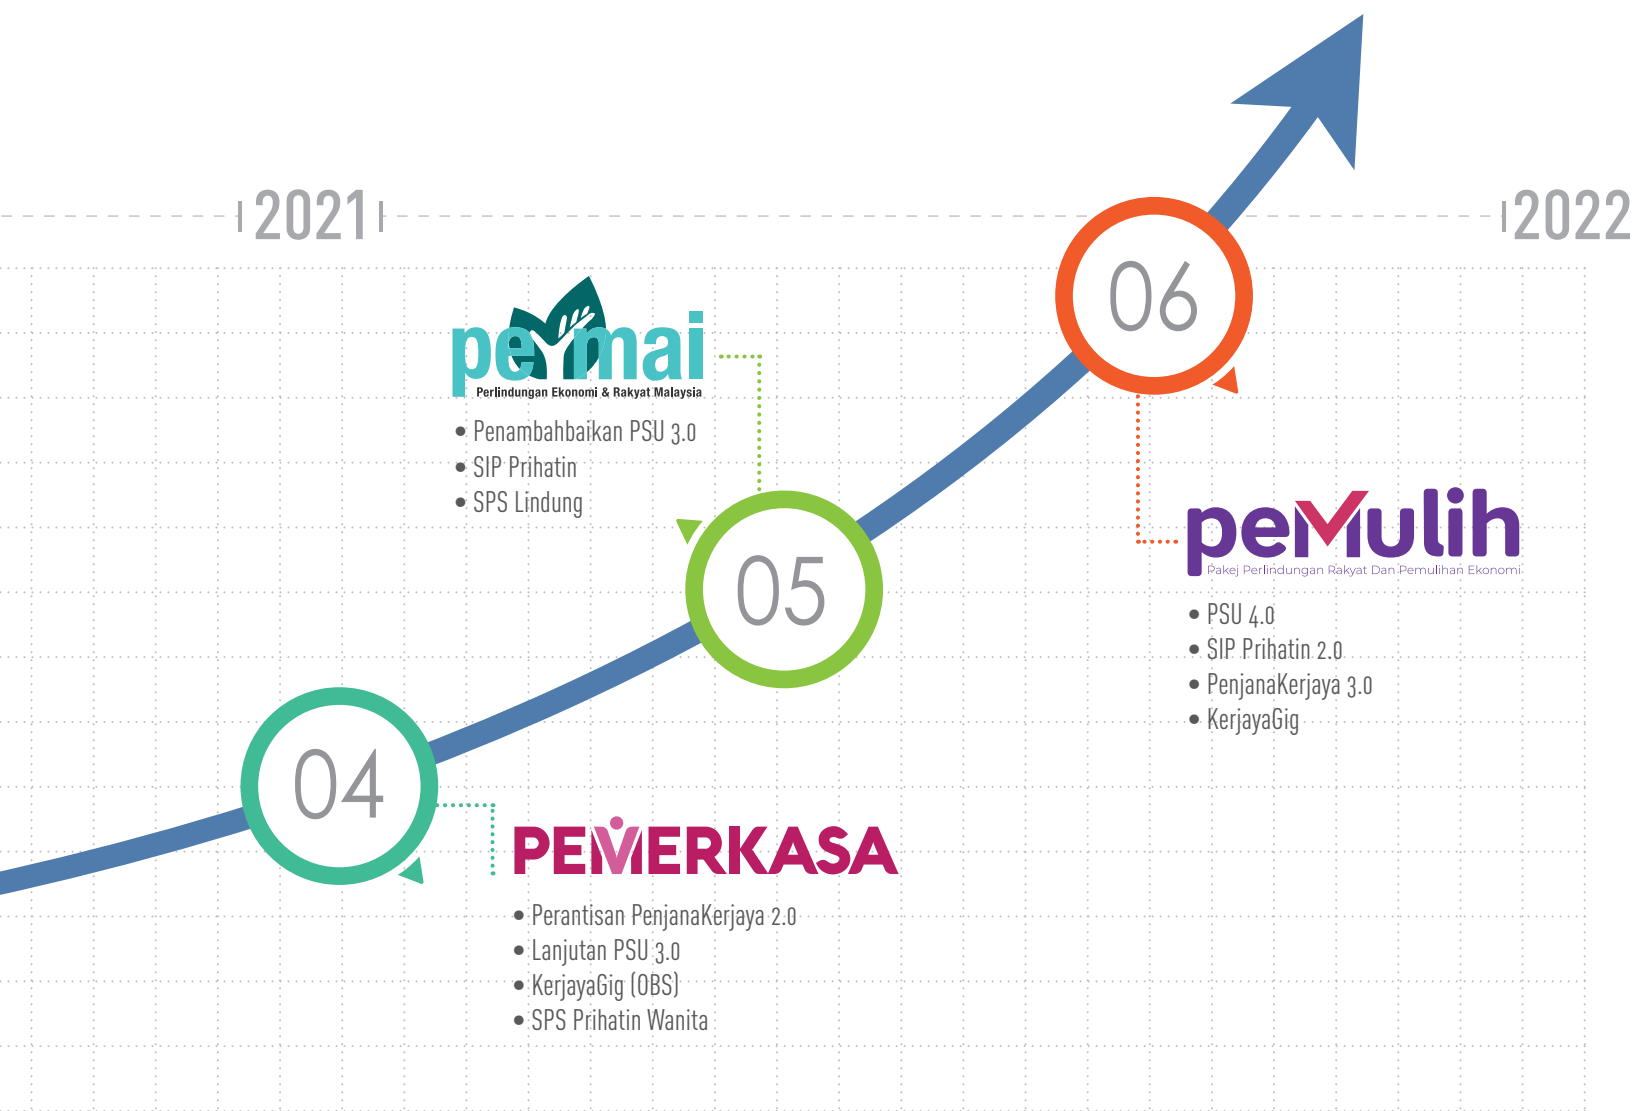 2021
2022
06
permai
Perlindungan Ekonomi & Rakyat Malaysia
• Penambahbaikan PSU 3.0
• SIP Prihatin
• SPS Lindung
05
peMulih
Pakej Perlindungan Rakyat Dan Pemulihan Ekonomi
• PSU 4.0
• SIP Prihatin 2.0
• PenjanaKerjaya 3.0
• KerjayaGig
04
PEMERKASA
• Perantisan PenjanaKerjaya 2.0
• Lanjutan PSU 3.0
• KerjayaGig (OBS)
• SPS Prihatin Wanita